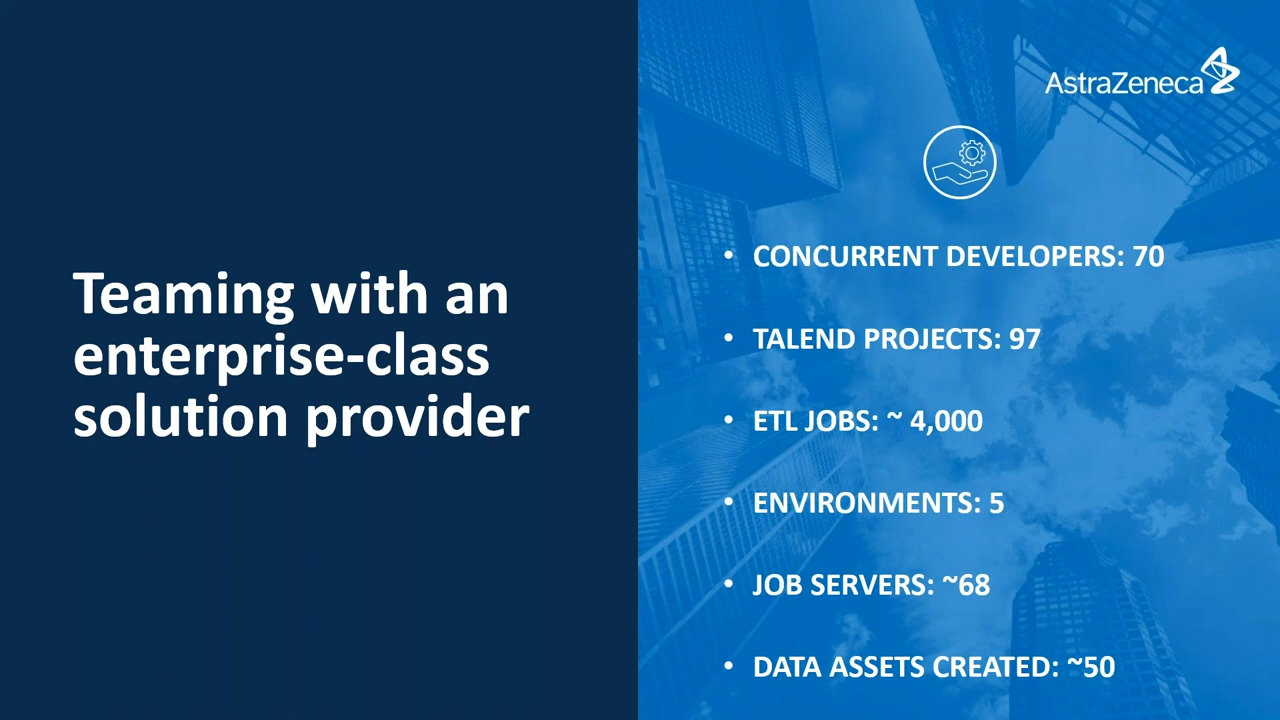 Teaming with an
enterprise-class
solution provider
AstraZeneca
• CONCURRENT DEVELOPERS: 70
• TALEND PROJECTS: 97
• ETL JOBS: ~ 4,000
• ENVIRONMENTS: 5
• JOB SERVERS: ~68
• DATA ASSETS CREATED: ~50